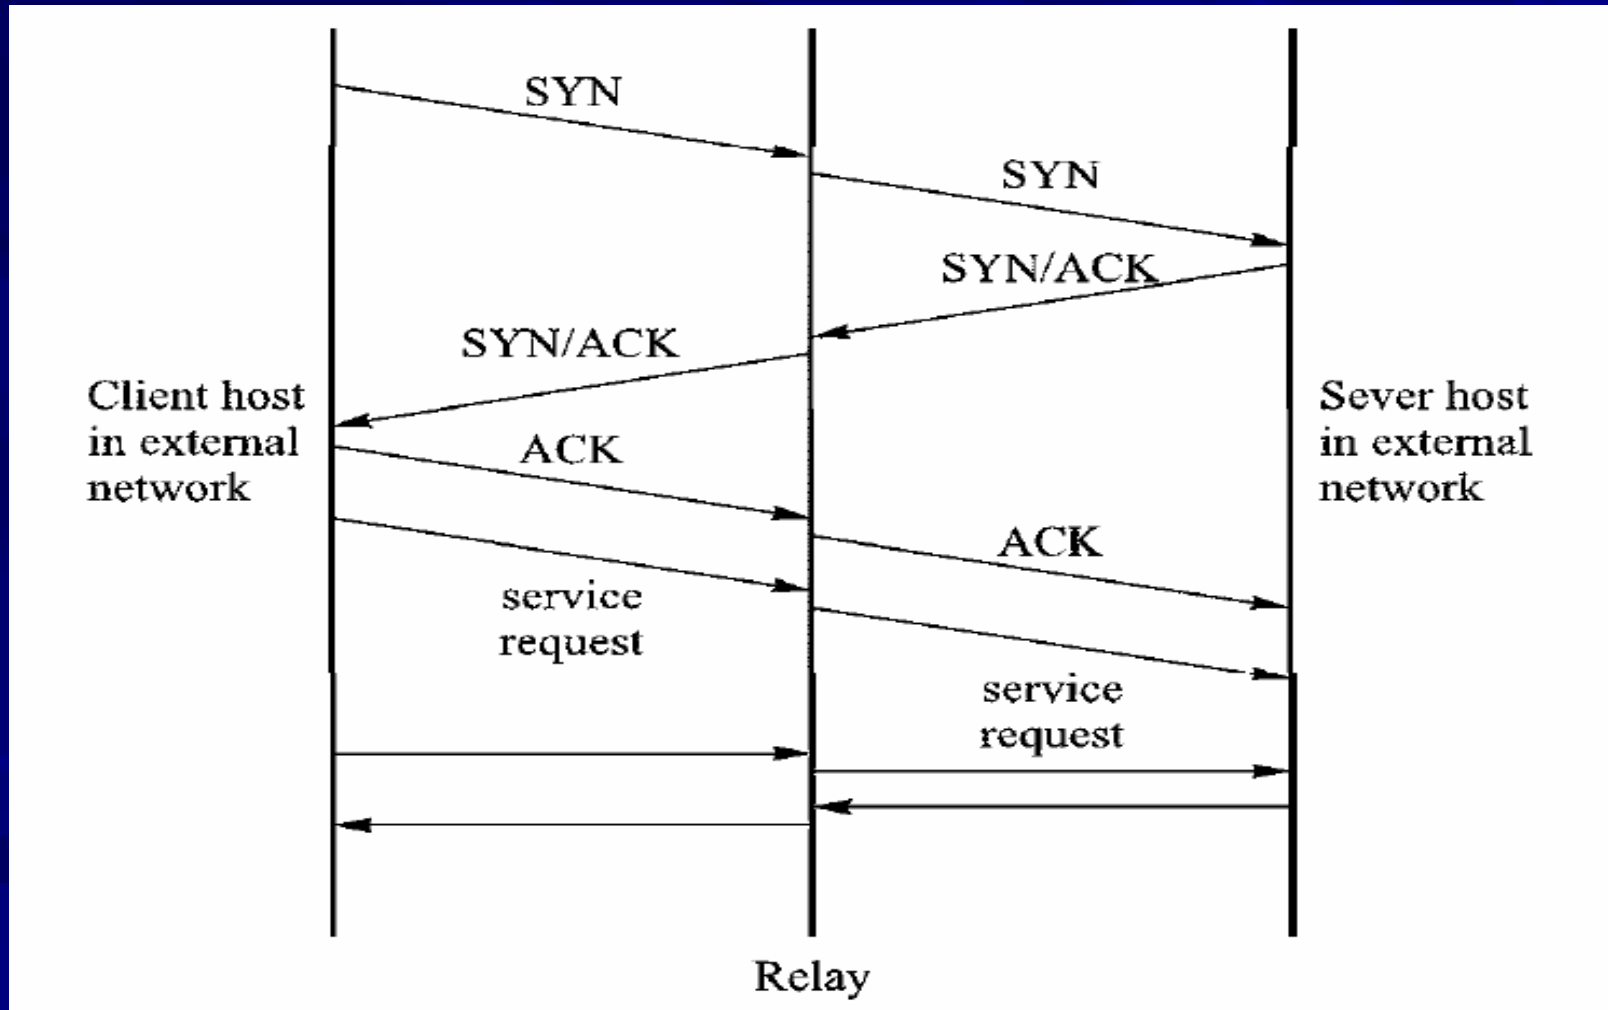 SYN
SYN
SYN/ACK
SYN/ACK
Client host
in external
network
Sever host
in external
network
ACK
ACK
service
request
service
request
Relay